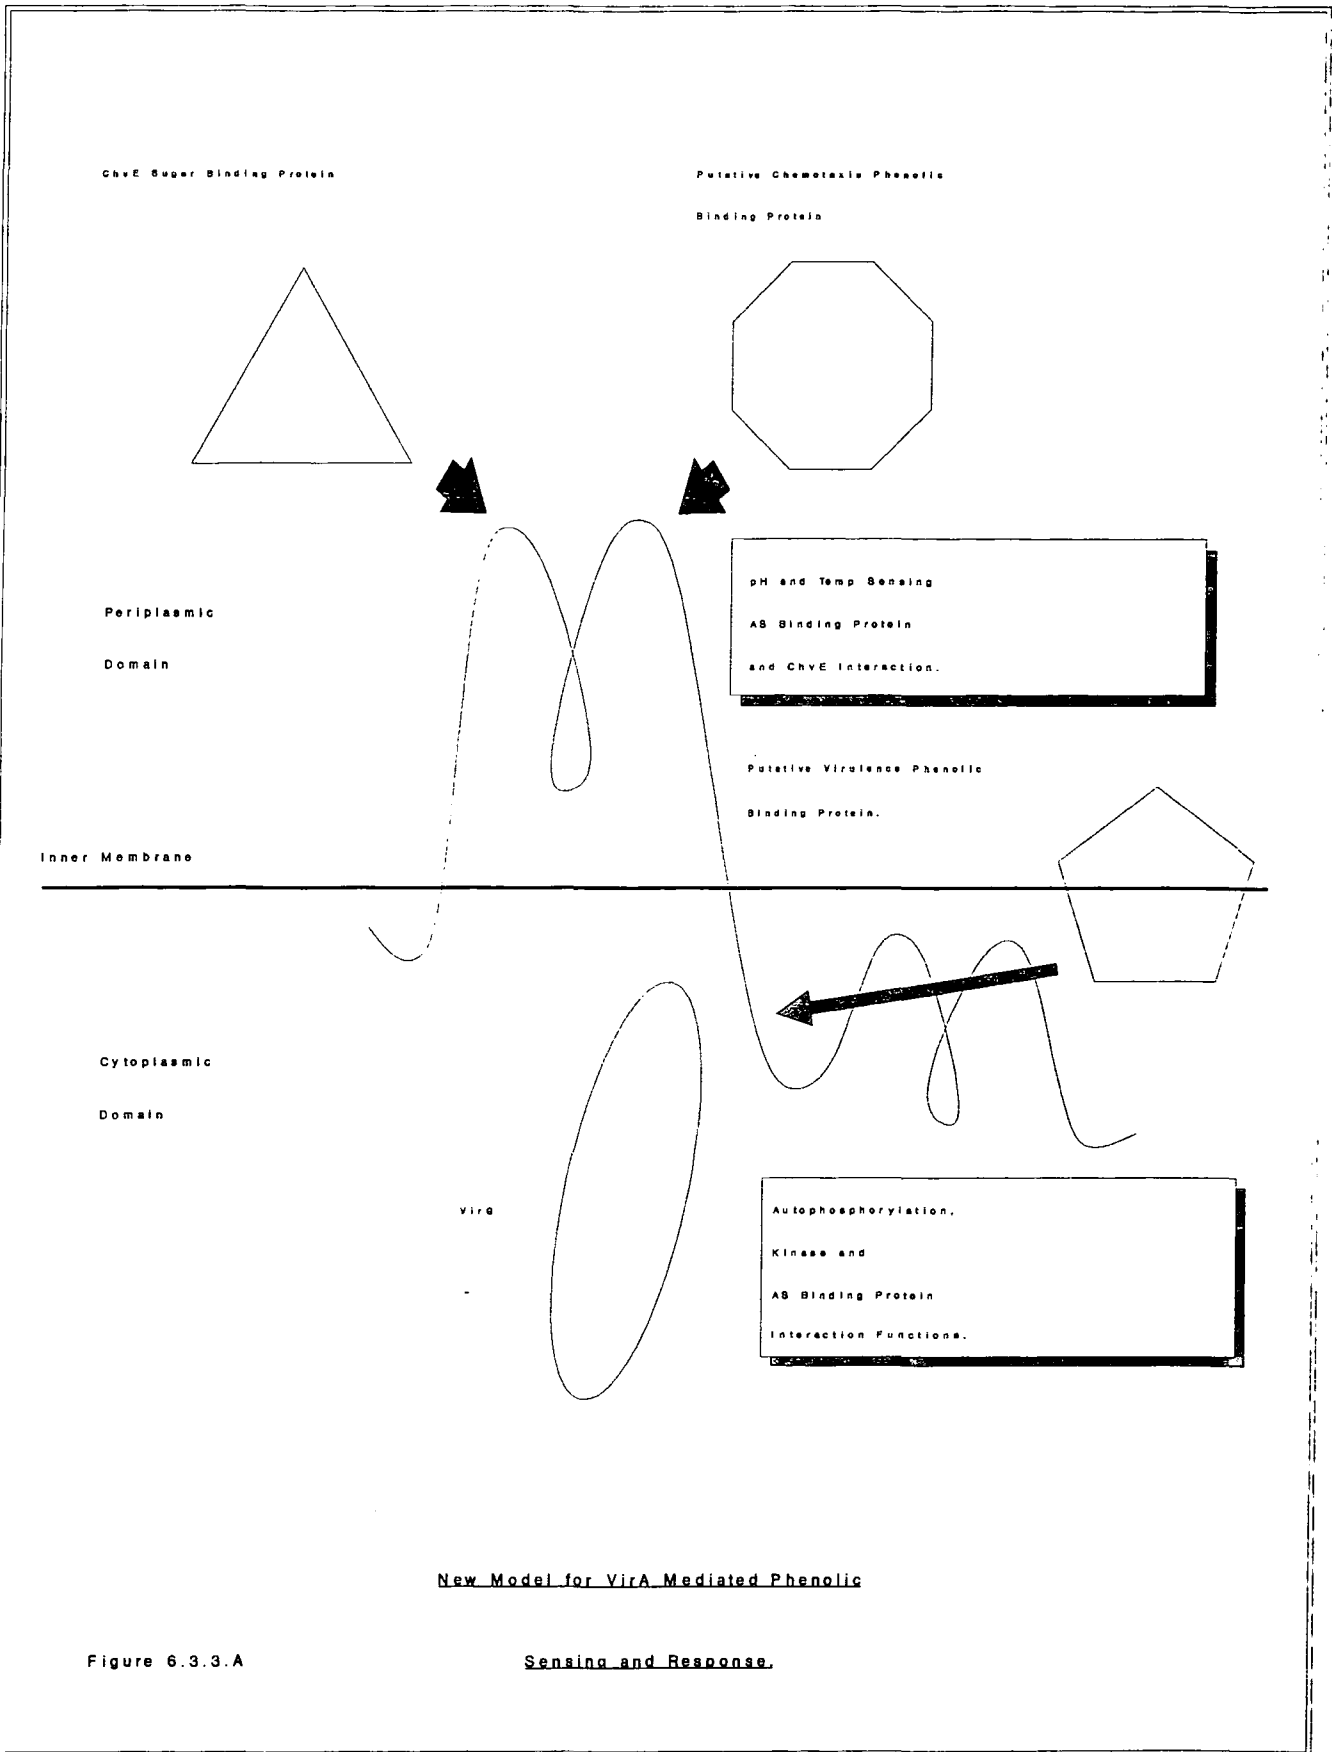 ChvE Sugar Binding Protein
Putative Chemotaxis Phenolic
Binding Protein
pH and Temp Sensing
AS Binding Protein
and ChvE Interaction.
Periplasmic
Domain
Putative Virulence Phenolic
Binding Protein.
Inner Membrane
Cytoplasmic
Domain
VirG
Autophosphorylation,
Kinase and
AS Binding Protein
Interaction Functions.
New Model for VirA Mediated Phenolic
Sensing and Response.
Figure 6.3.3.A